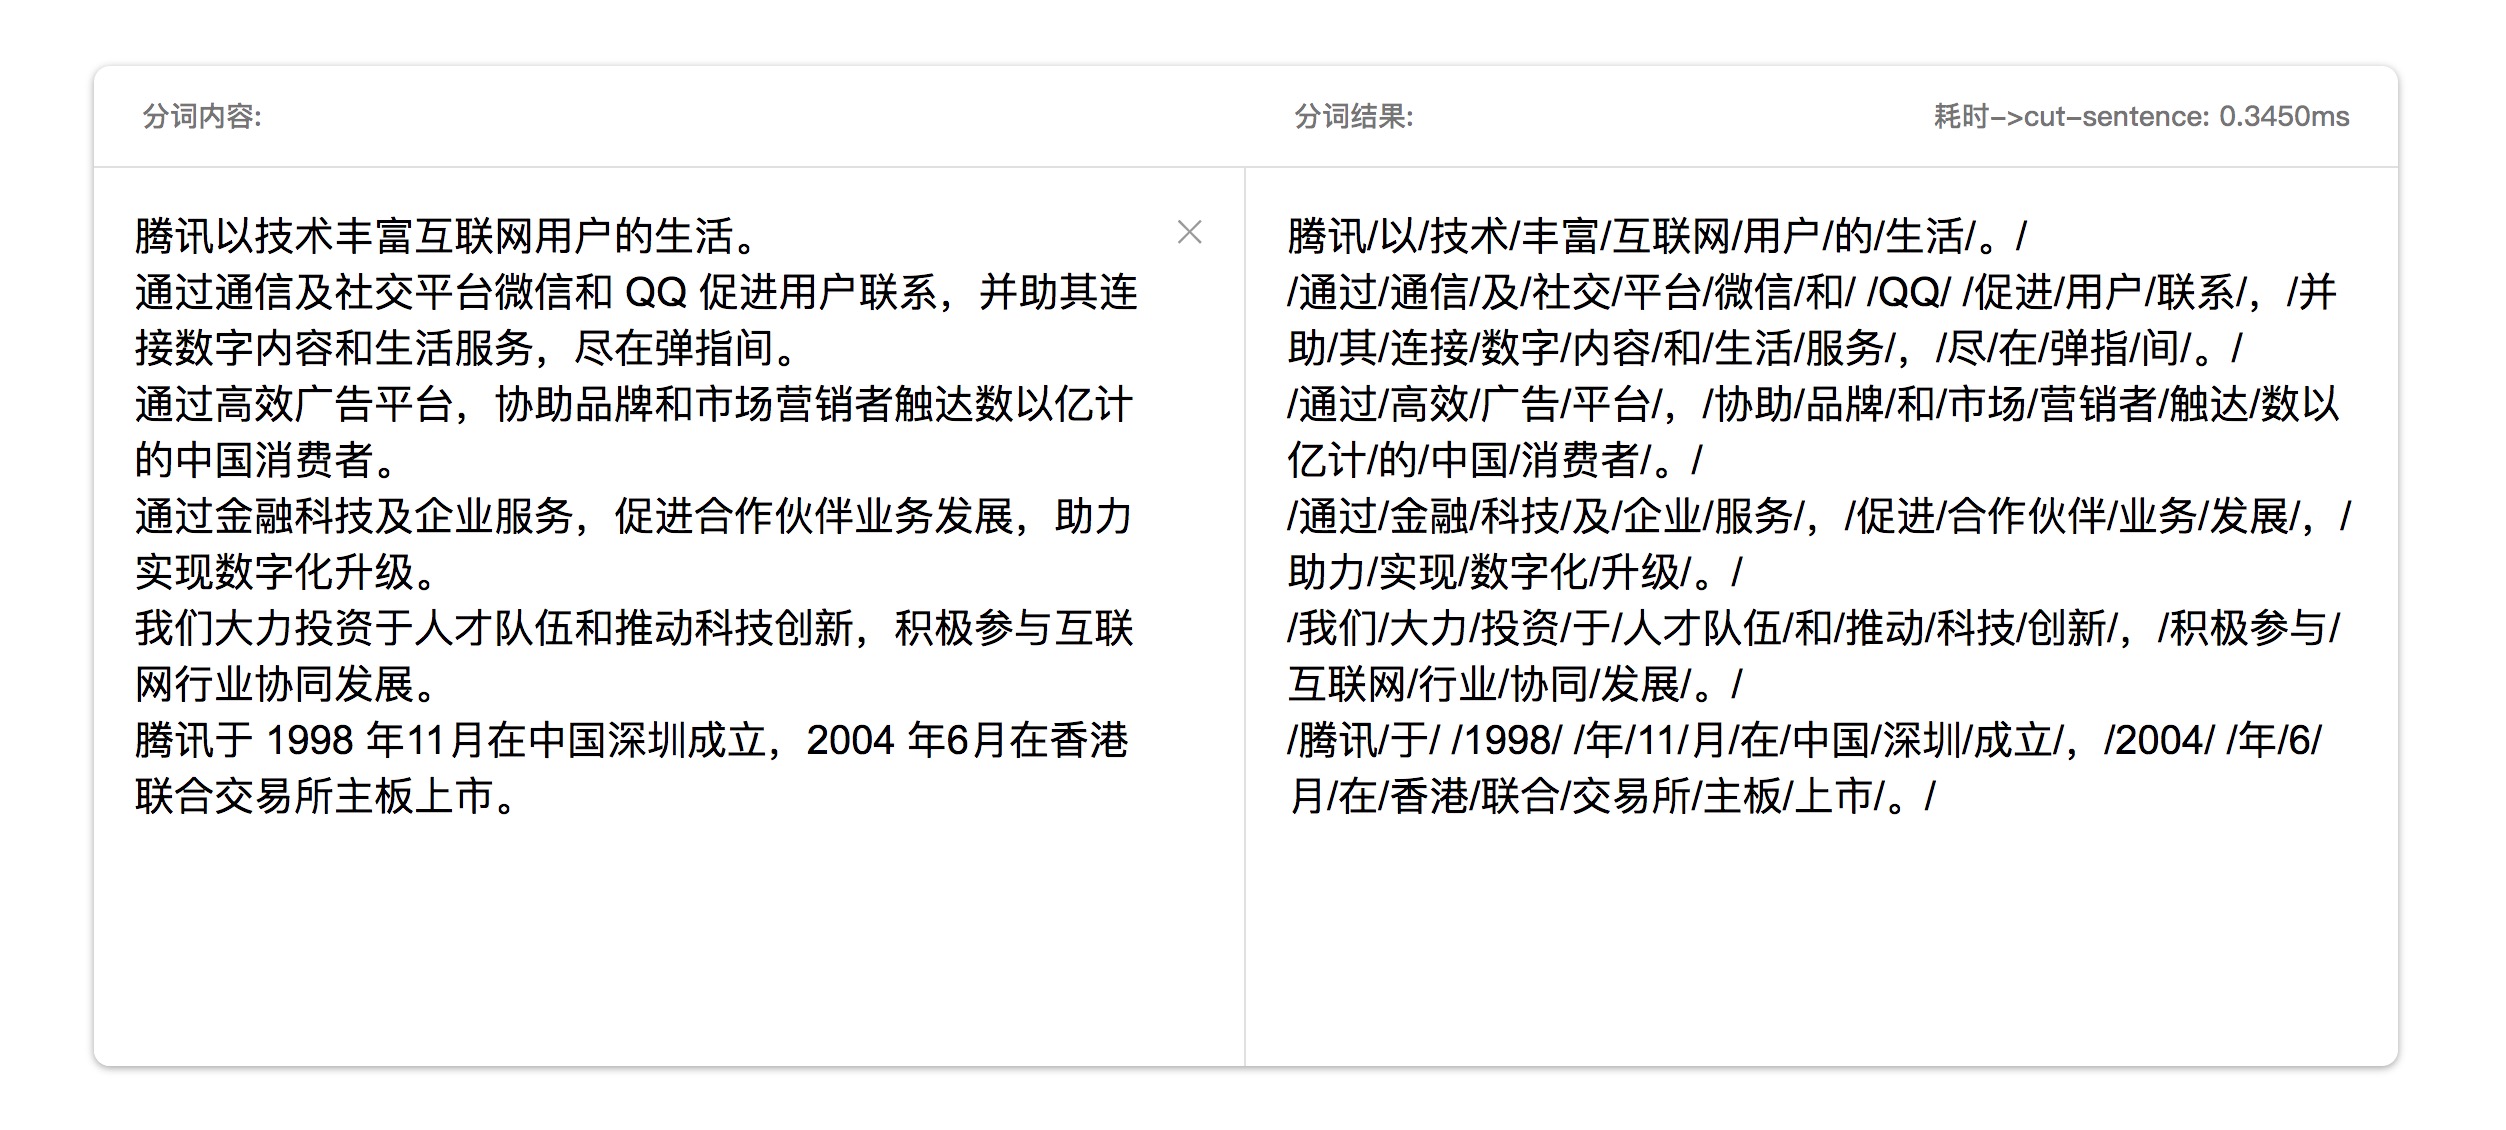 分词内容:
分词结果:
耗时->cut-sentence: 0.3450ms
腾讯以技术丰富互联网用户的生活。
通过通信及社交平台微信和 QQ 促进用户联系，并助其连
接数字内容和生活服务，尽在弹指间。
通过高效广告平台，协助品牌和市场营销者触达数以亿计
的中国消费者。
通过金融科技及企业服务，促进合作伙伴业务发展，助力
实现数字化升级。
我们大力投资于人才队伍和推动科技创新，积极参与互联
网行业协同发展。
腾讯于 1998 年11月在中国深圳成立，2004 年6月在香港
联合交易所主板上市。
腾讯/以/技术/丰富/互联网/用户/的/生活/。/
/通过/通信/及/社交/平台/微信/和/ /QQ/ /促进/用户/联系/，/并
助/其/连接/数字/内容/和/生活/服务/，/尽/在/弹指/间/。/
/通过/高效/广告/平台/，/协助/品牌/和/市场/营销者/触达/数以
亿计/的/中国/消费者/。/
/通过/金融/科技/及/企业/服务/，/促进/合作伙伴/业务/发展/，/
助力/实现/数字化/升级/。/
/我们/大力/投资/于/人才队伍/和/推动/科技/创新/，/积极参与/
互联网/行业/协同/发展/。/
/腾讯/于/ /1998/ /年/11/月/在/中国/深圳/成立/，/2004/ /年/6/
月/在/香港/联合/交易所/主板/上市/。/